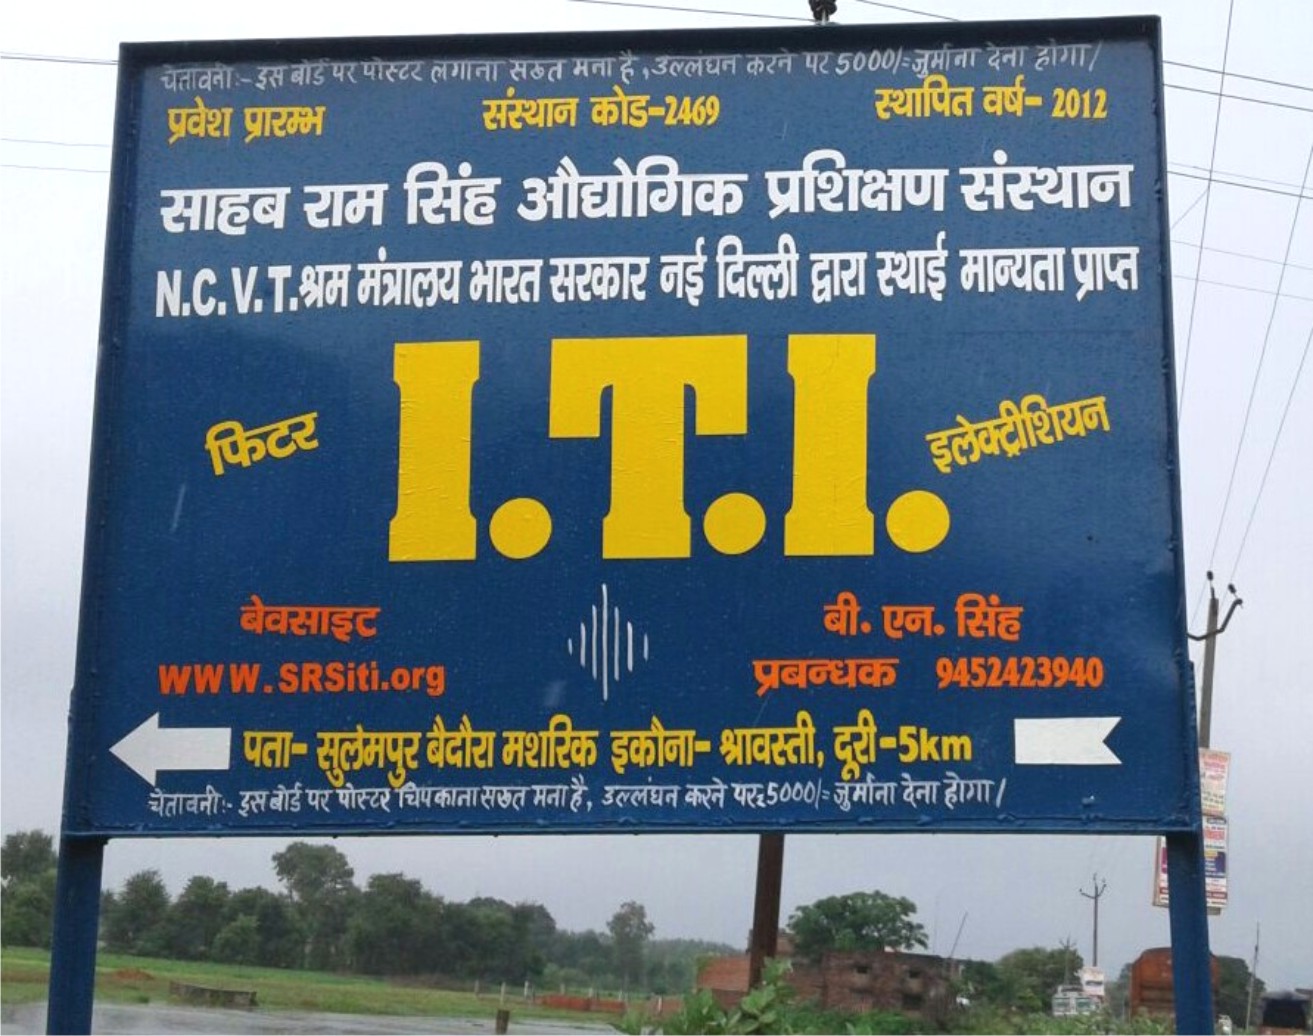 चेतावनी:- इस बोर्ड पर पोस्टर लगाना सख्त मना है, उल्लंघन करने पर 5000/= जुर्माना देना होगा/
प्रवेश प्रारम्भ संस्थान कोड-2469 स्थापित वर्ष- 2012
साहब राम सिंह औद्योगिक प्रशिक्षण संस्थान
N.C.V.T. श्रम मंत्रालय भारत सरकार नई दिल्ली द्वारा स्थाई मान्यता प्राप्त
फिटर I.T.I. इलेक्ट्रीशियन
बेवसाइट बी. एन. सिंह
WWW.SRSiti.org प्रबन्धक 9452423940
पता- सुलेमपुर बैदौरा मशरिक इकौना- श्रावस्ती, दूरी-5km
चेतावनी:- इस बोर्ड पर पोस्टर चिपकाना सख्त मना है, उल्लंघन करने पर रु5000/= जुर्माना देना होगा/